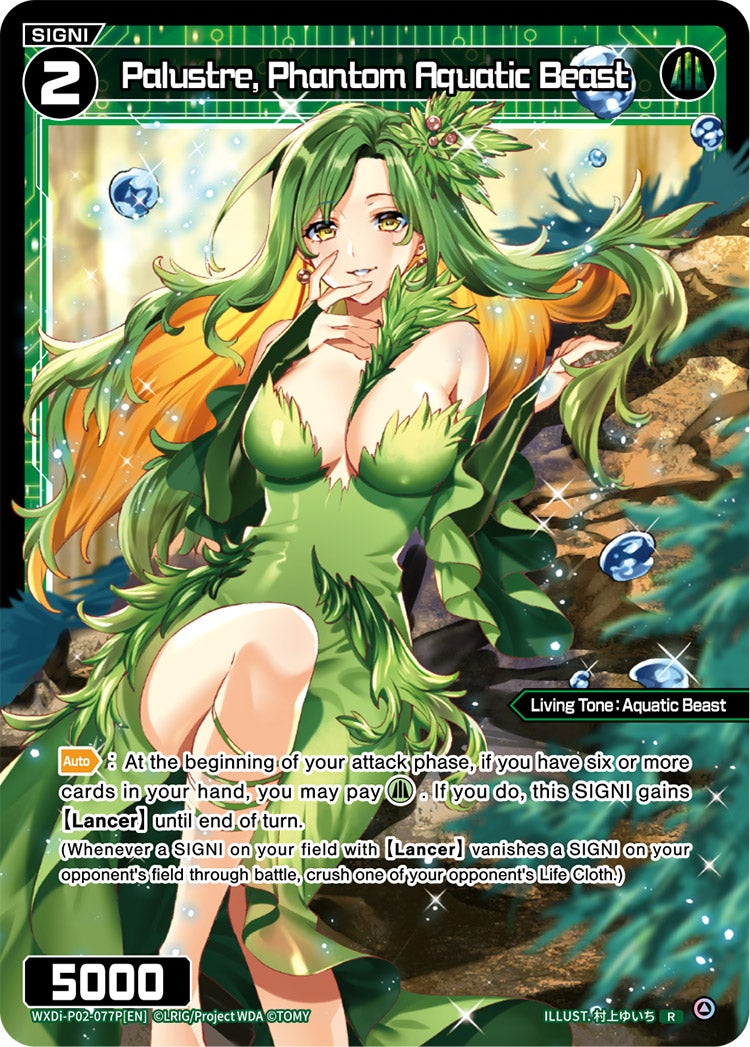 SIGNI
2
Palustre, Phantom Aquatic Beast
Living Tone:Aquatic Beast
Auto : At the beginning of your attack phase, if you have six or more
cards in your hand, you may pay . If you do, this SIGNI gains
【Lancer】 until end of turn.
(Whenever a SIGNI on your field with 【Lancer】 vanishes a SIGNI on your
opponent's field through battle, crush one of your opponent's Life Cloth.)
5000
WXDi-P02-077P[EN] ©LRIG/Project WDA ©TOMY
ILLUST.村上ゆいち R